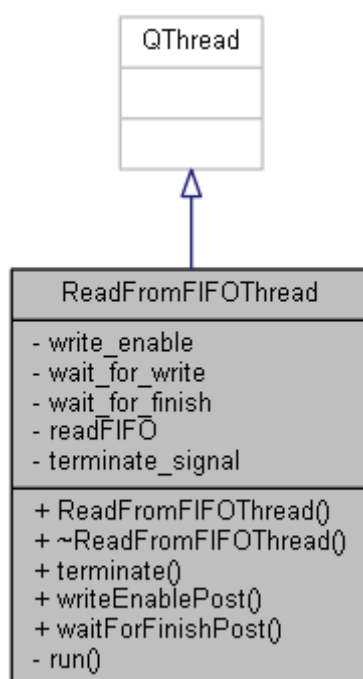 QThread
ReadFromFIFOThread
- write_enable
- wait_for_write
- wait_for_finish
- readFIFO
- terminate_signal
+ ReadFromFIFOThread()
+ ~ReadFromFIFOThread()
+ terminate()
+ writeEnablePost()
+ waitForFinishPost()
- run()